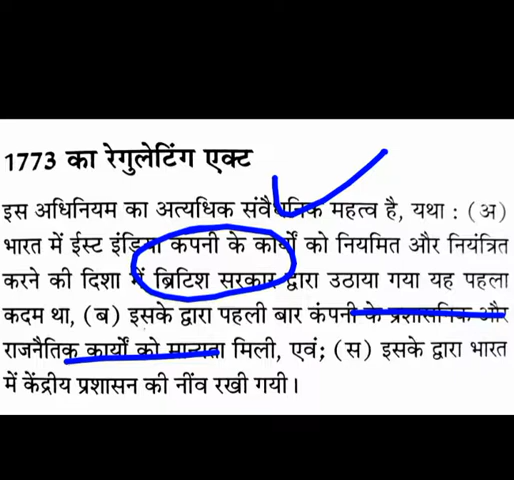 1773 का रेगुलेटिंग एक्ट
इस अधिनियम का अत्यधिक संवैधनिक महत्व है, यथा : (अ)
भारत में ईस्ट इंडिया कंपनी के कार्यों को नियमित और नियंत्रित
करने की दिशा में ब्रिटिश सरकार द्वारा उठाया गया यह पहला
कदम था, (ब) इसके द्वारा पहली बार कंपनी के प्रशासनिक और
राजनैतिक कार्यों को मान्यता मिली, एवं; (स) इसके द्वारा भारत
में केंद्रीय प्रशासन की नींव रखी गयी।